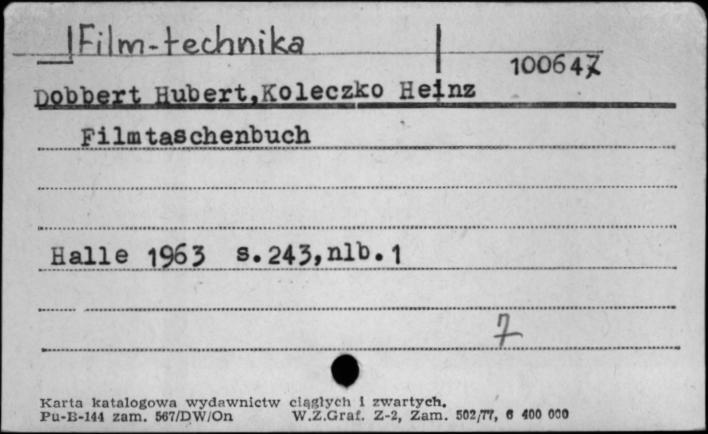 Film-technika
100647
Dobbert Hubert,Koleczko Heinz
Filmtaschenbuch
Halle 1963 s.243,nlb.1
7
Karta katalogowa wydawnictw ciągłych i zwartych.
Pu-B-144 zam. 567/DW/On W.Z.Graf. Z-2, Zam. 502/77, 6 400 000